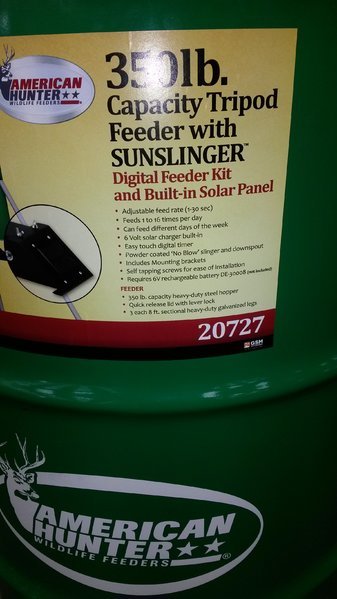 AMERICAN
HUNTER
WILDLIFE FEEDERS
350lb.
Capacity Tripod
Feeder with
SUNSLINGER™
Digital Feeder Kit
and Built-in Solar Panel
• Adjustable feed rate (1-30 sec)
• Feeds 1 to 16 times per day
• Can feed different days of the week
• 6 Volt solar charger built-in
• Easy touch digital timer
• Powder coated 'No Blow' slinger and downspout
• Includes Mounting brackets
• Self tapping screws for ease of installation
• Requires 6V rechargeable battery DE-30008 (not included)
FEEDER
• 350 lb. capacity heavy-duty steel hopper
• Quick release lid with lever lock
• 3 each 8 ft. sectional heavy-duty galvanized legs
20727
GSM
AMERICAN
HUNTER
WILDLIFE FEEDERS®